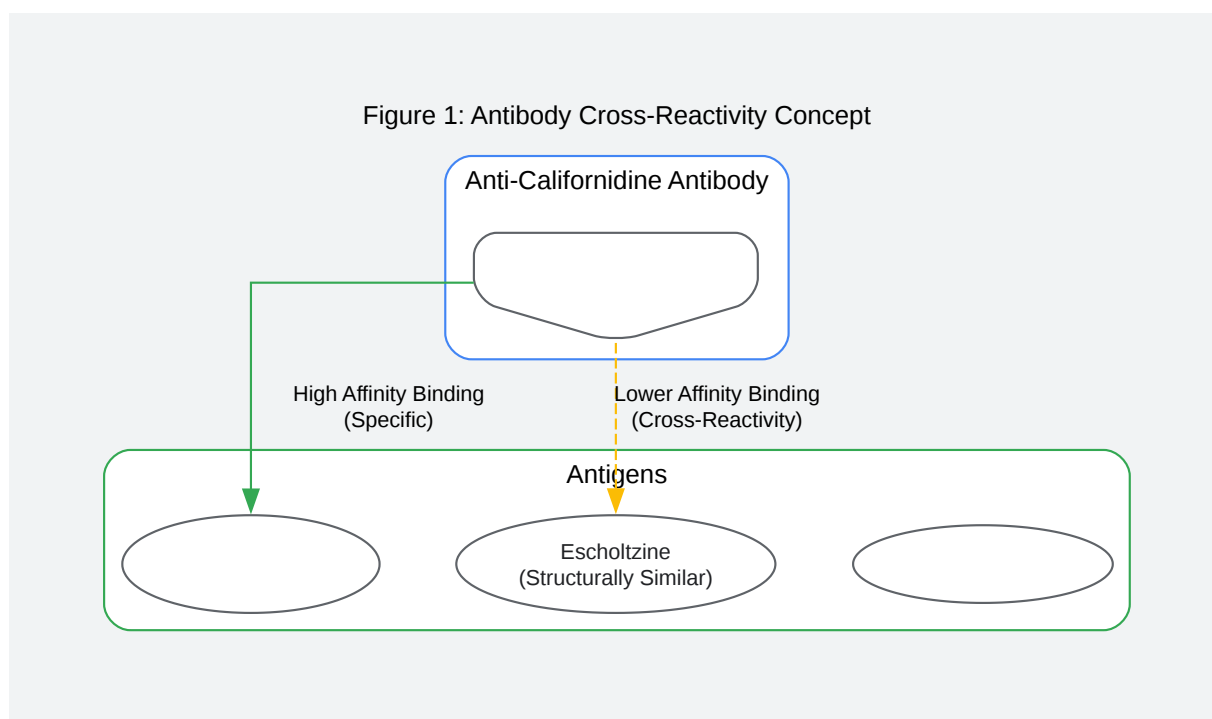 Figure 1: Antibody Cross-Reactivity Concept
Anti-Californidine Antibody
High Affinity Binding
(Specific)
Lower Affinity Binding
(Cross-Reactivity)
Antigens
Escholtzine
(Structurally Similar)